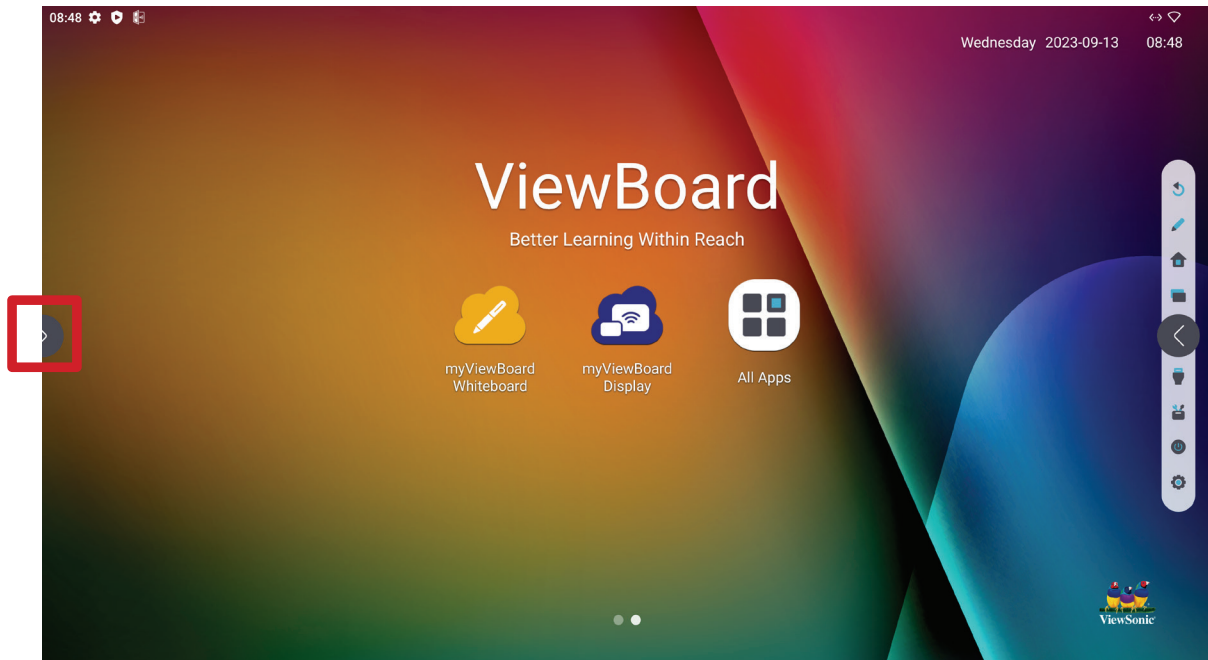 08:48
Wednesday 2023-09-13 08:48
ViewBoard
Better Learning Within Reach
myViewBoard
Whiteboard
myViewBoard
Display
All Apps
ViewSonic